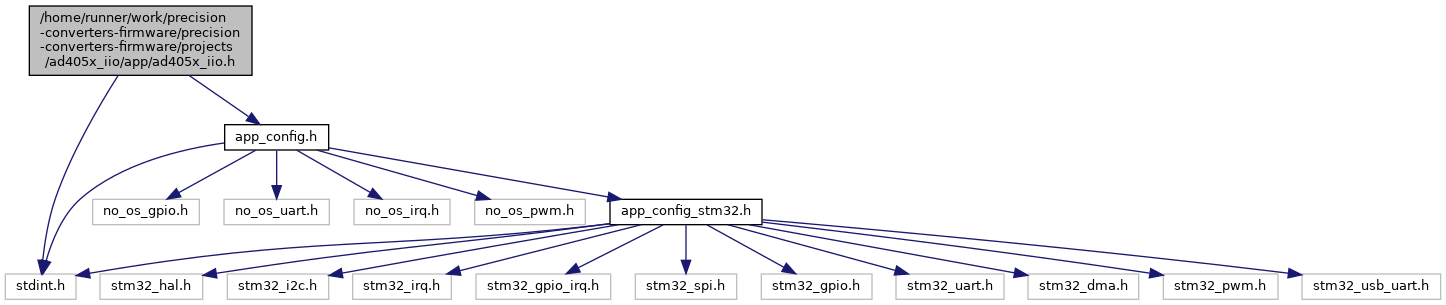 /home/runner/work/precision
-converters-firmware/precision
-converters-firmware/projects
/ad405x_iio/app/ad405x_iio.h
app_config.h
no_os_gpio.h
no_os_uart.h
no_os_irq.h
no_os_pwm.h
app_config_stm32.h
stdint.h
stm32_hal.h
stm32_i2c.h
stm32_irq.h
stm32_gpio_irq.h
stm32_spi.h
stm32_gpio.h
stm32_uart.h
stm32_dma.h
stm32_pwm.h
stm32_usb_uart.h